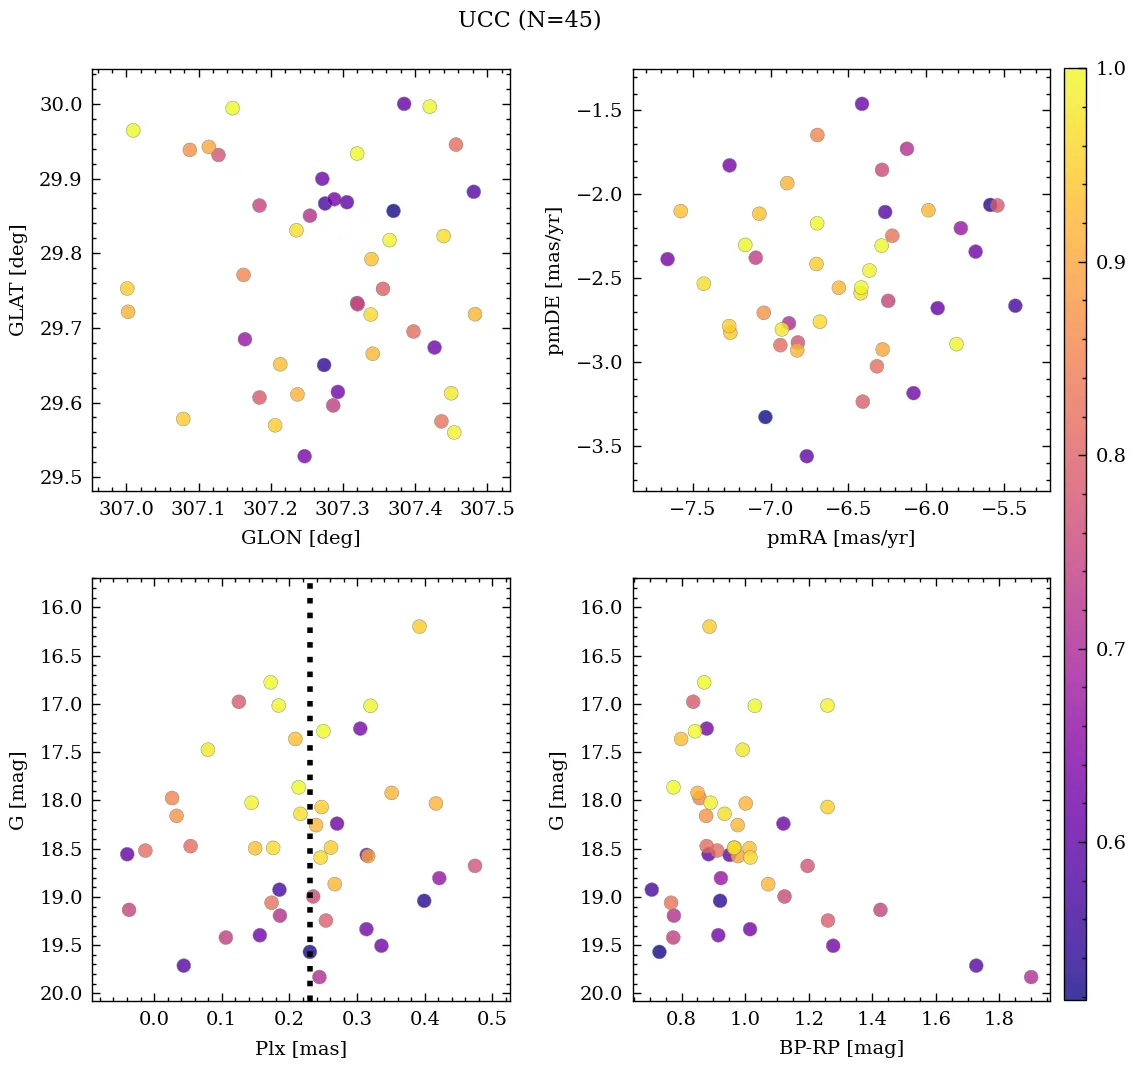 UCC (N=45)
30.0
29.9
29.8
29.7
29.6
29.5
GLAT [deg]
307.0 307.1 307.2 307.3 307.4 307.5
GLON [deg]
−1.5
−2.0
−2.5
−3.0
−3.5
pmDE [mas/yr]
−7.5 −7.0 −6.5 −6.0 −5.5
pmRA [mas/yr]
1.0
0.9
0.8
0.7
0.6
16.0
16.5
17.0
17.5
18.0
18.5
19.0
19.5
20.0
G [mag]
0.0 0.1 0.2 0.3 0.4 0.5
Plx [mas]
16.0
16.5
17.0
17.5
18.0
18.5
19.0
19.5
20.0
G [mag]
0.8 1.0 1.2 1.4 1.6 1.8
BP-RP [mag]